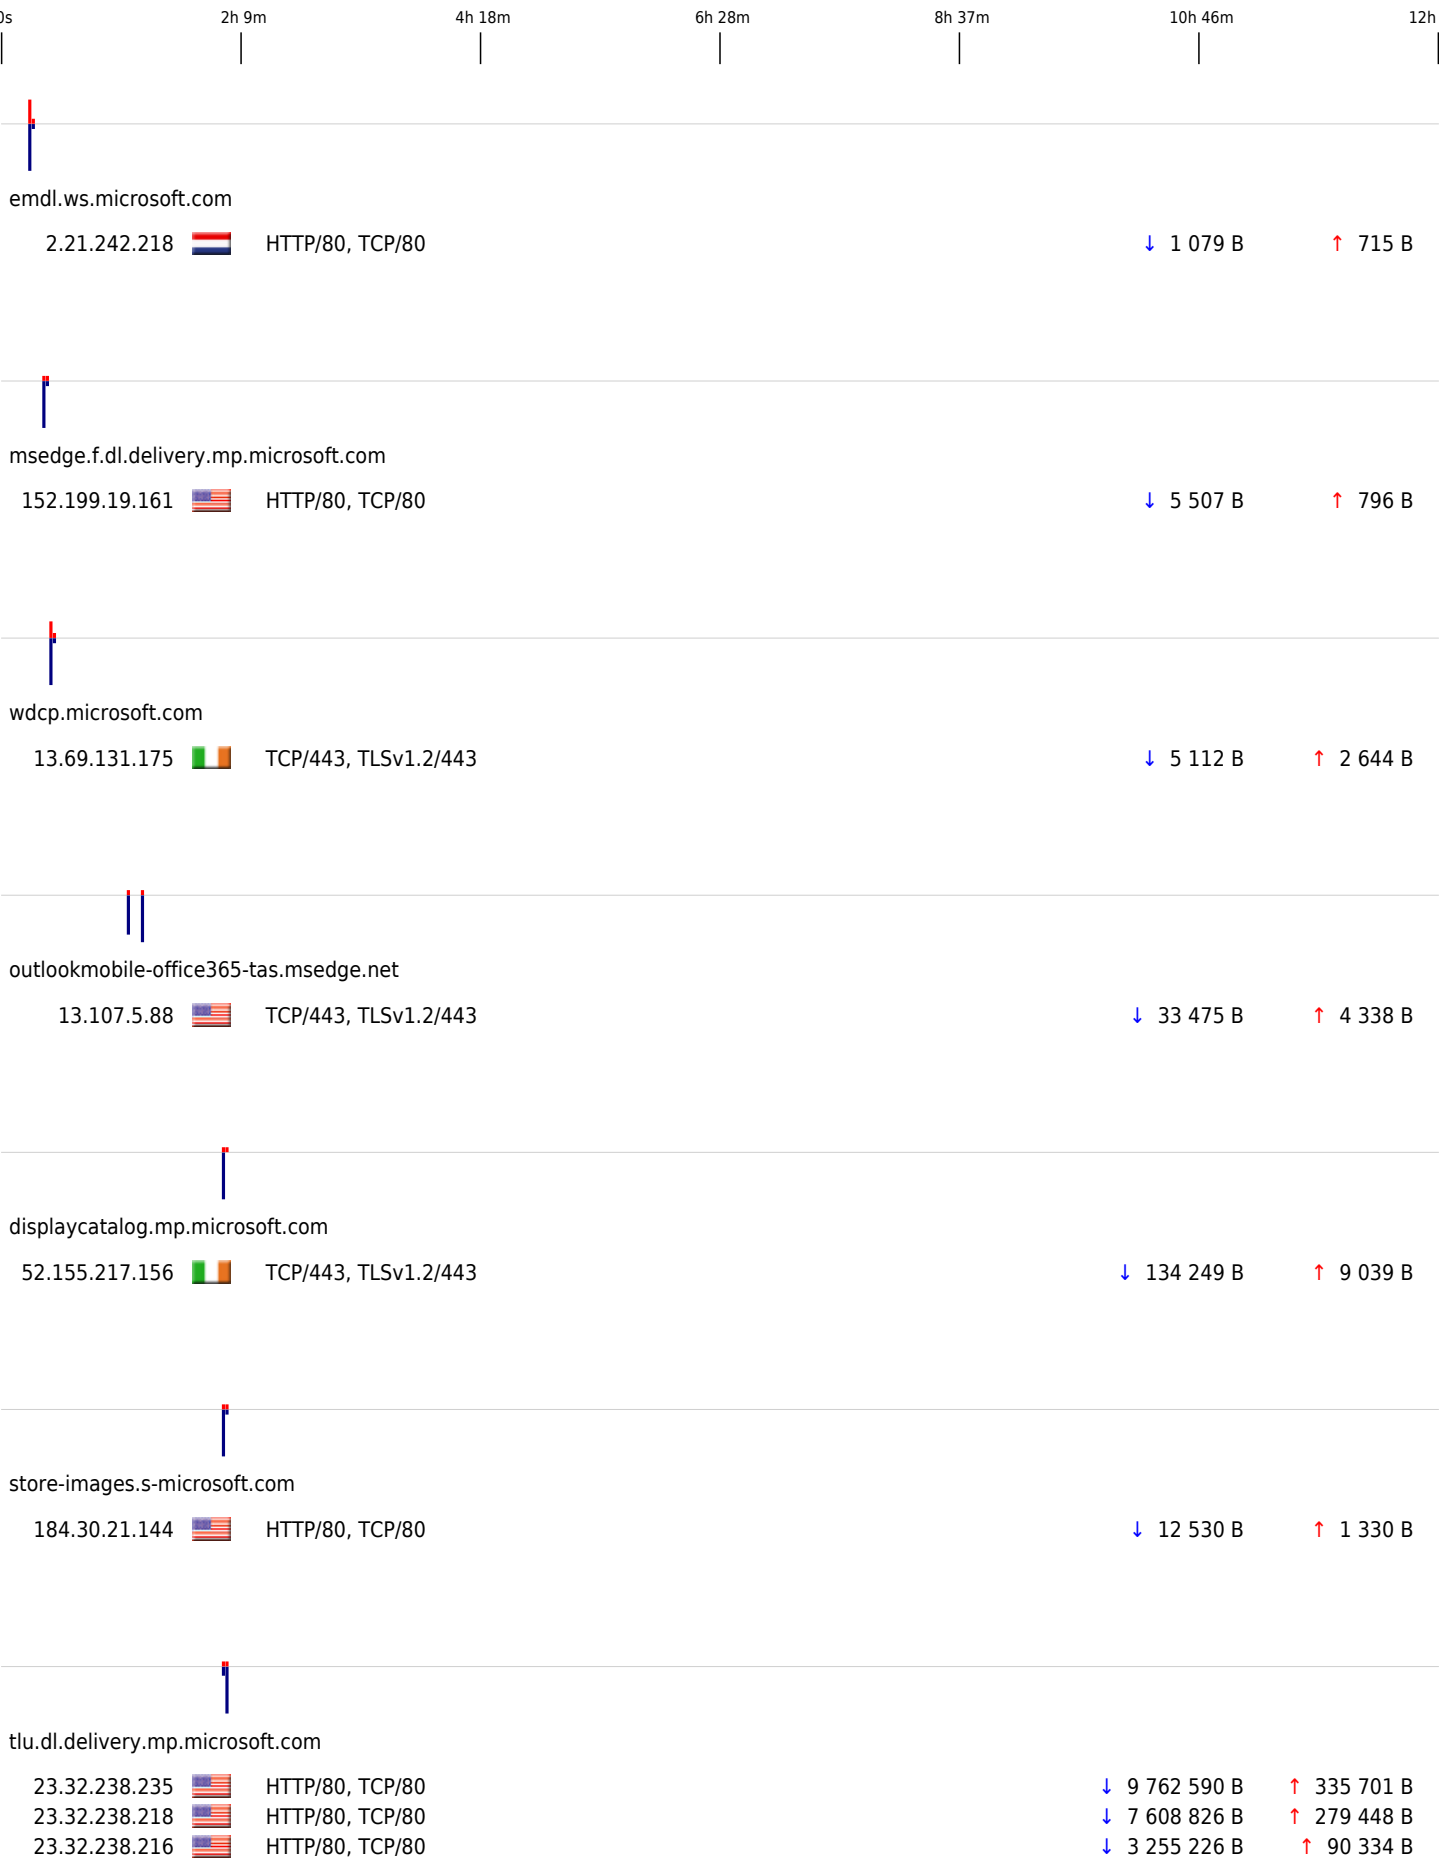 0s 2h 9m 4h 18m 6h 28m 8h 37m 10h 46m 12h
emdl.ws.microsoft.com
2.21.242.218 HTTP/80, TCP/80 ↓ 1 079 B ↑ 715 B
msedge.f.dl.delivery.mp.microsoft.com
152.199.19.161 HTTP/80, TCP/80 ↓ 5 507 B ↑ 796 B
wdcp.microsoft.com
13.69.131.175 TCP/443, TLSv1.2/443 ↓ 5 112 B ↑ 2 644 B
outlookmobile-office365-tas.msedge.net
13.107.5.88 TCP/443, TLSv1.2/443 ↓ 33 475 B ↑ 4 338 B
displaycatalog.mp.microsoft.com
52.155.217.156 TCP/443, TLSv1.2/443 ↓ 134 249 B ↑ 9 039 B
store-images.s-microsoft.com
184.30.21.144 HTTP/80, TCP/80 ↓ 12 530 B ↑ 1 330 B
tlu.dl.delivery.mp.microsoft.com
23.32.238.235 HTTP/80, TCP/80 ↓ 9 762 590 B ↑ 335 701 B
23.32.238.218 HTTP/80, TCP/80 ↓ 7 608 826 B ↑ 279 448 B
23.32.238.216 HTTP/80, TCP/80 ↓ 3 255 226 B ↑ 90 334 B